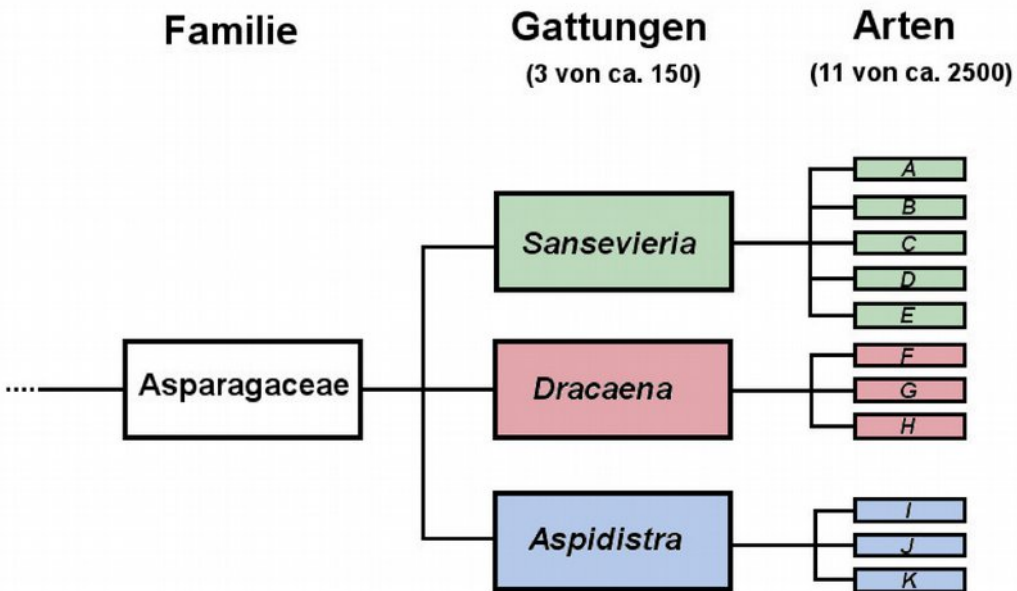 Familie
Gattungen
(3 von ca. 150)
Arten
(11 von ca. 2500)
Asparagaceae
Sansevieria
Dracaena
Aspidistra
A
B
C
D
E
F
G
H
I
J
K